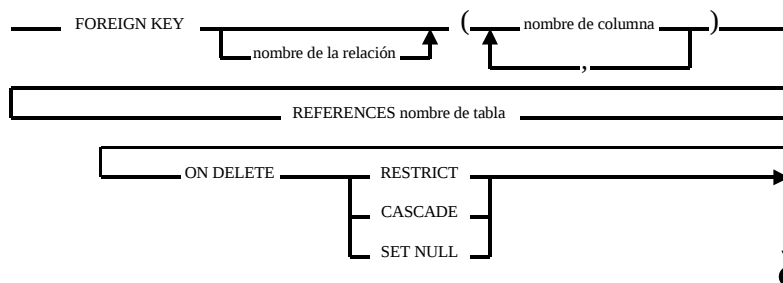 FOREIGN KEY ( nombre de columna )
nombre de la relación ,
REFERENCES nombre de tabla
ON DELETE RESTRICT
CASCADE
SET NULL